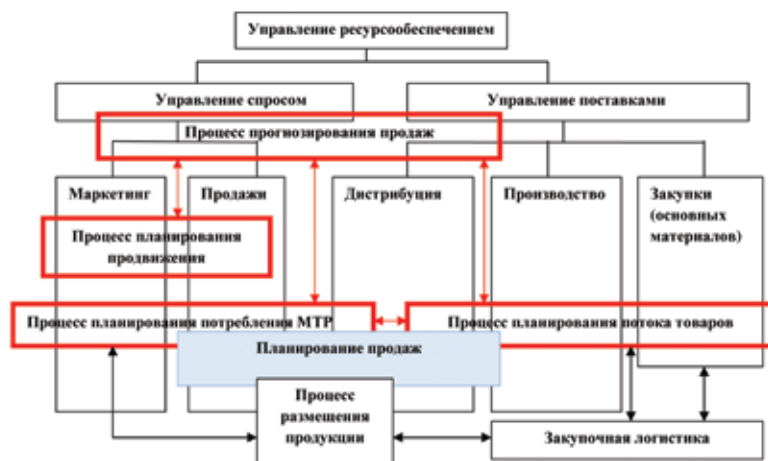 Управление ресурсообеспечением
Управление спросом
Управление поставками
Процесс прогнозирования продаж
Маркетинг
Продажи
Дистрибуция
Производство
Закупки
(основных
материалов)
Процесс планирования
продвижения
Процесс планирования потребления МТР
Процесс планирования потока товаров
Планирование продаж
Процесс
размещения
продукции
Закупочная логистика